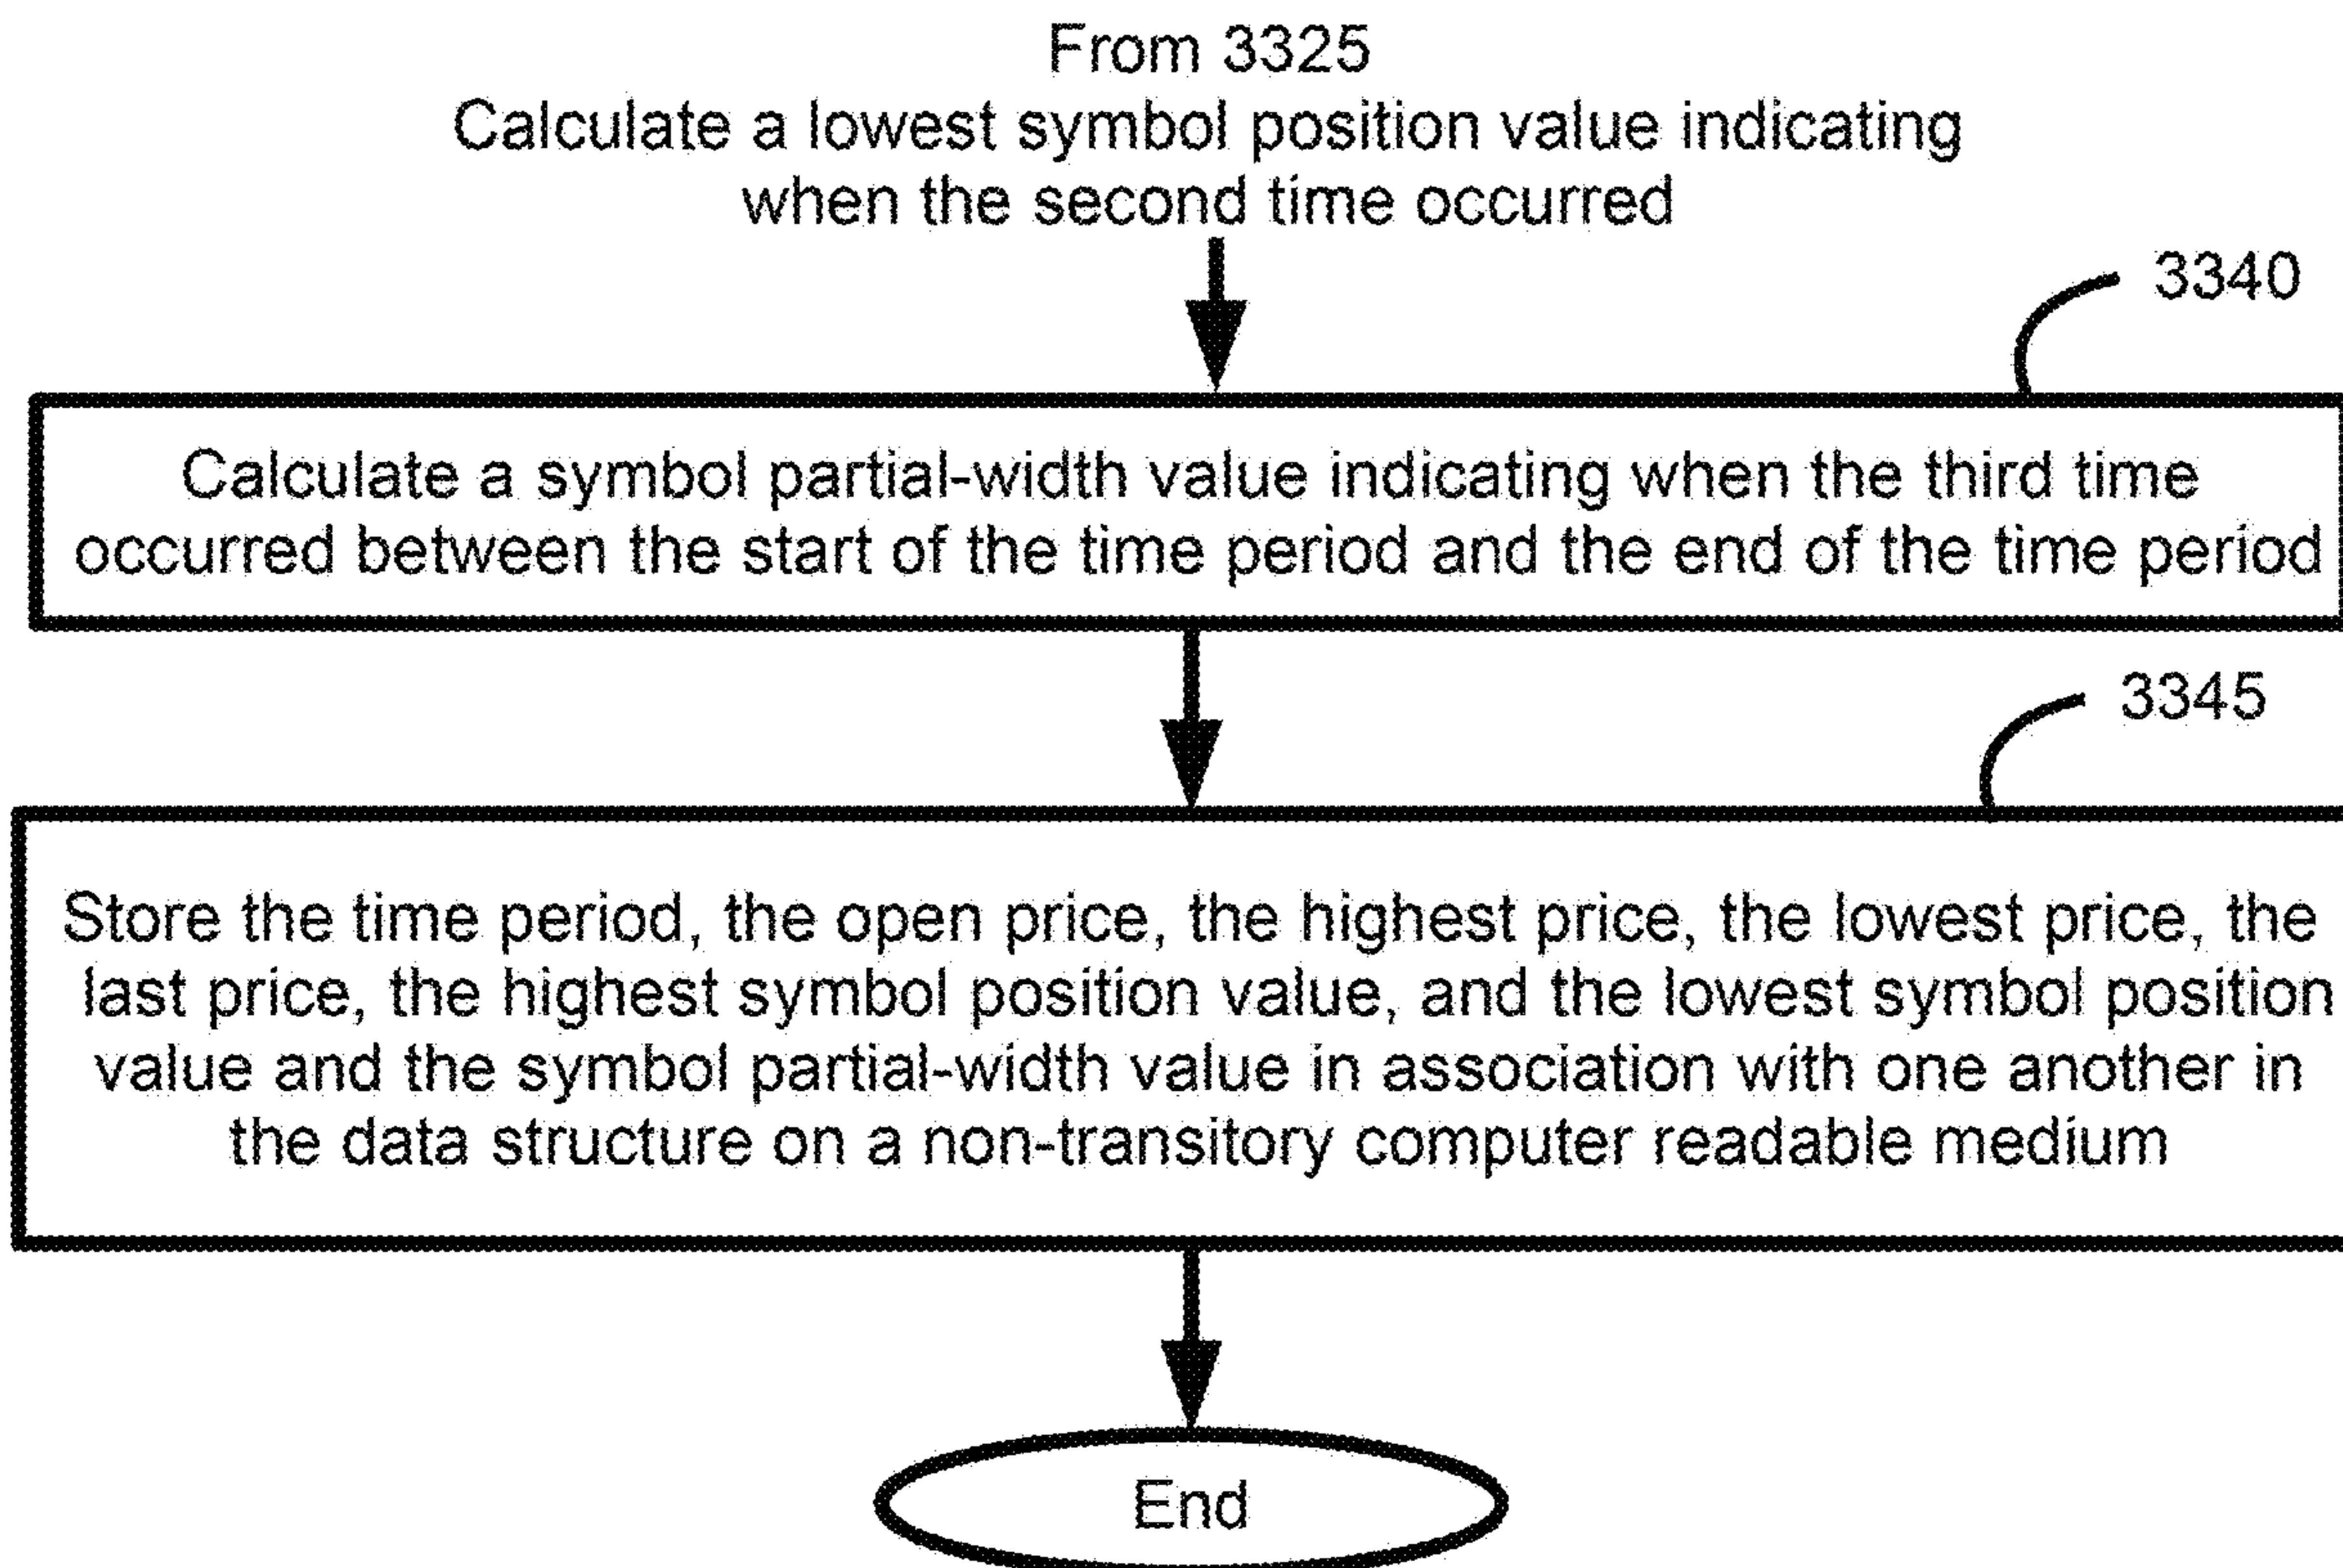 From 3325
Calculate a lowest symbol position value indicating
when the second time occurred
3340
Calculate a symbol partial-width value indicating when the third time
occurred between the start of the time period and the end of the time period
3345
Store the time period, the open price, the highest price, the lowest price, the
last price, the highest symbol position value, and the lowest symbol position
value and the symbol partial-width value in association with one another in
the data structure on a non-transitory computer readable medium
End